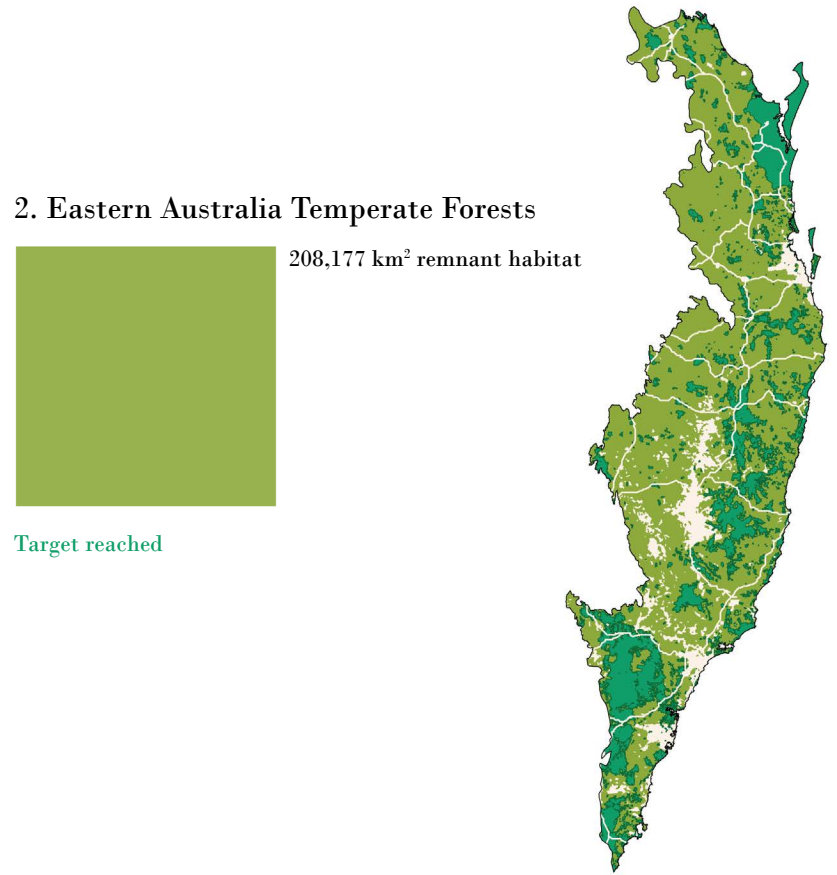 2. Eastern Australia Temperate Forests
208,177 km² remnant habitat
Target reached